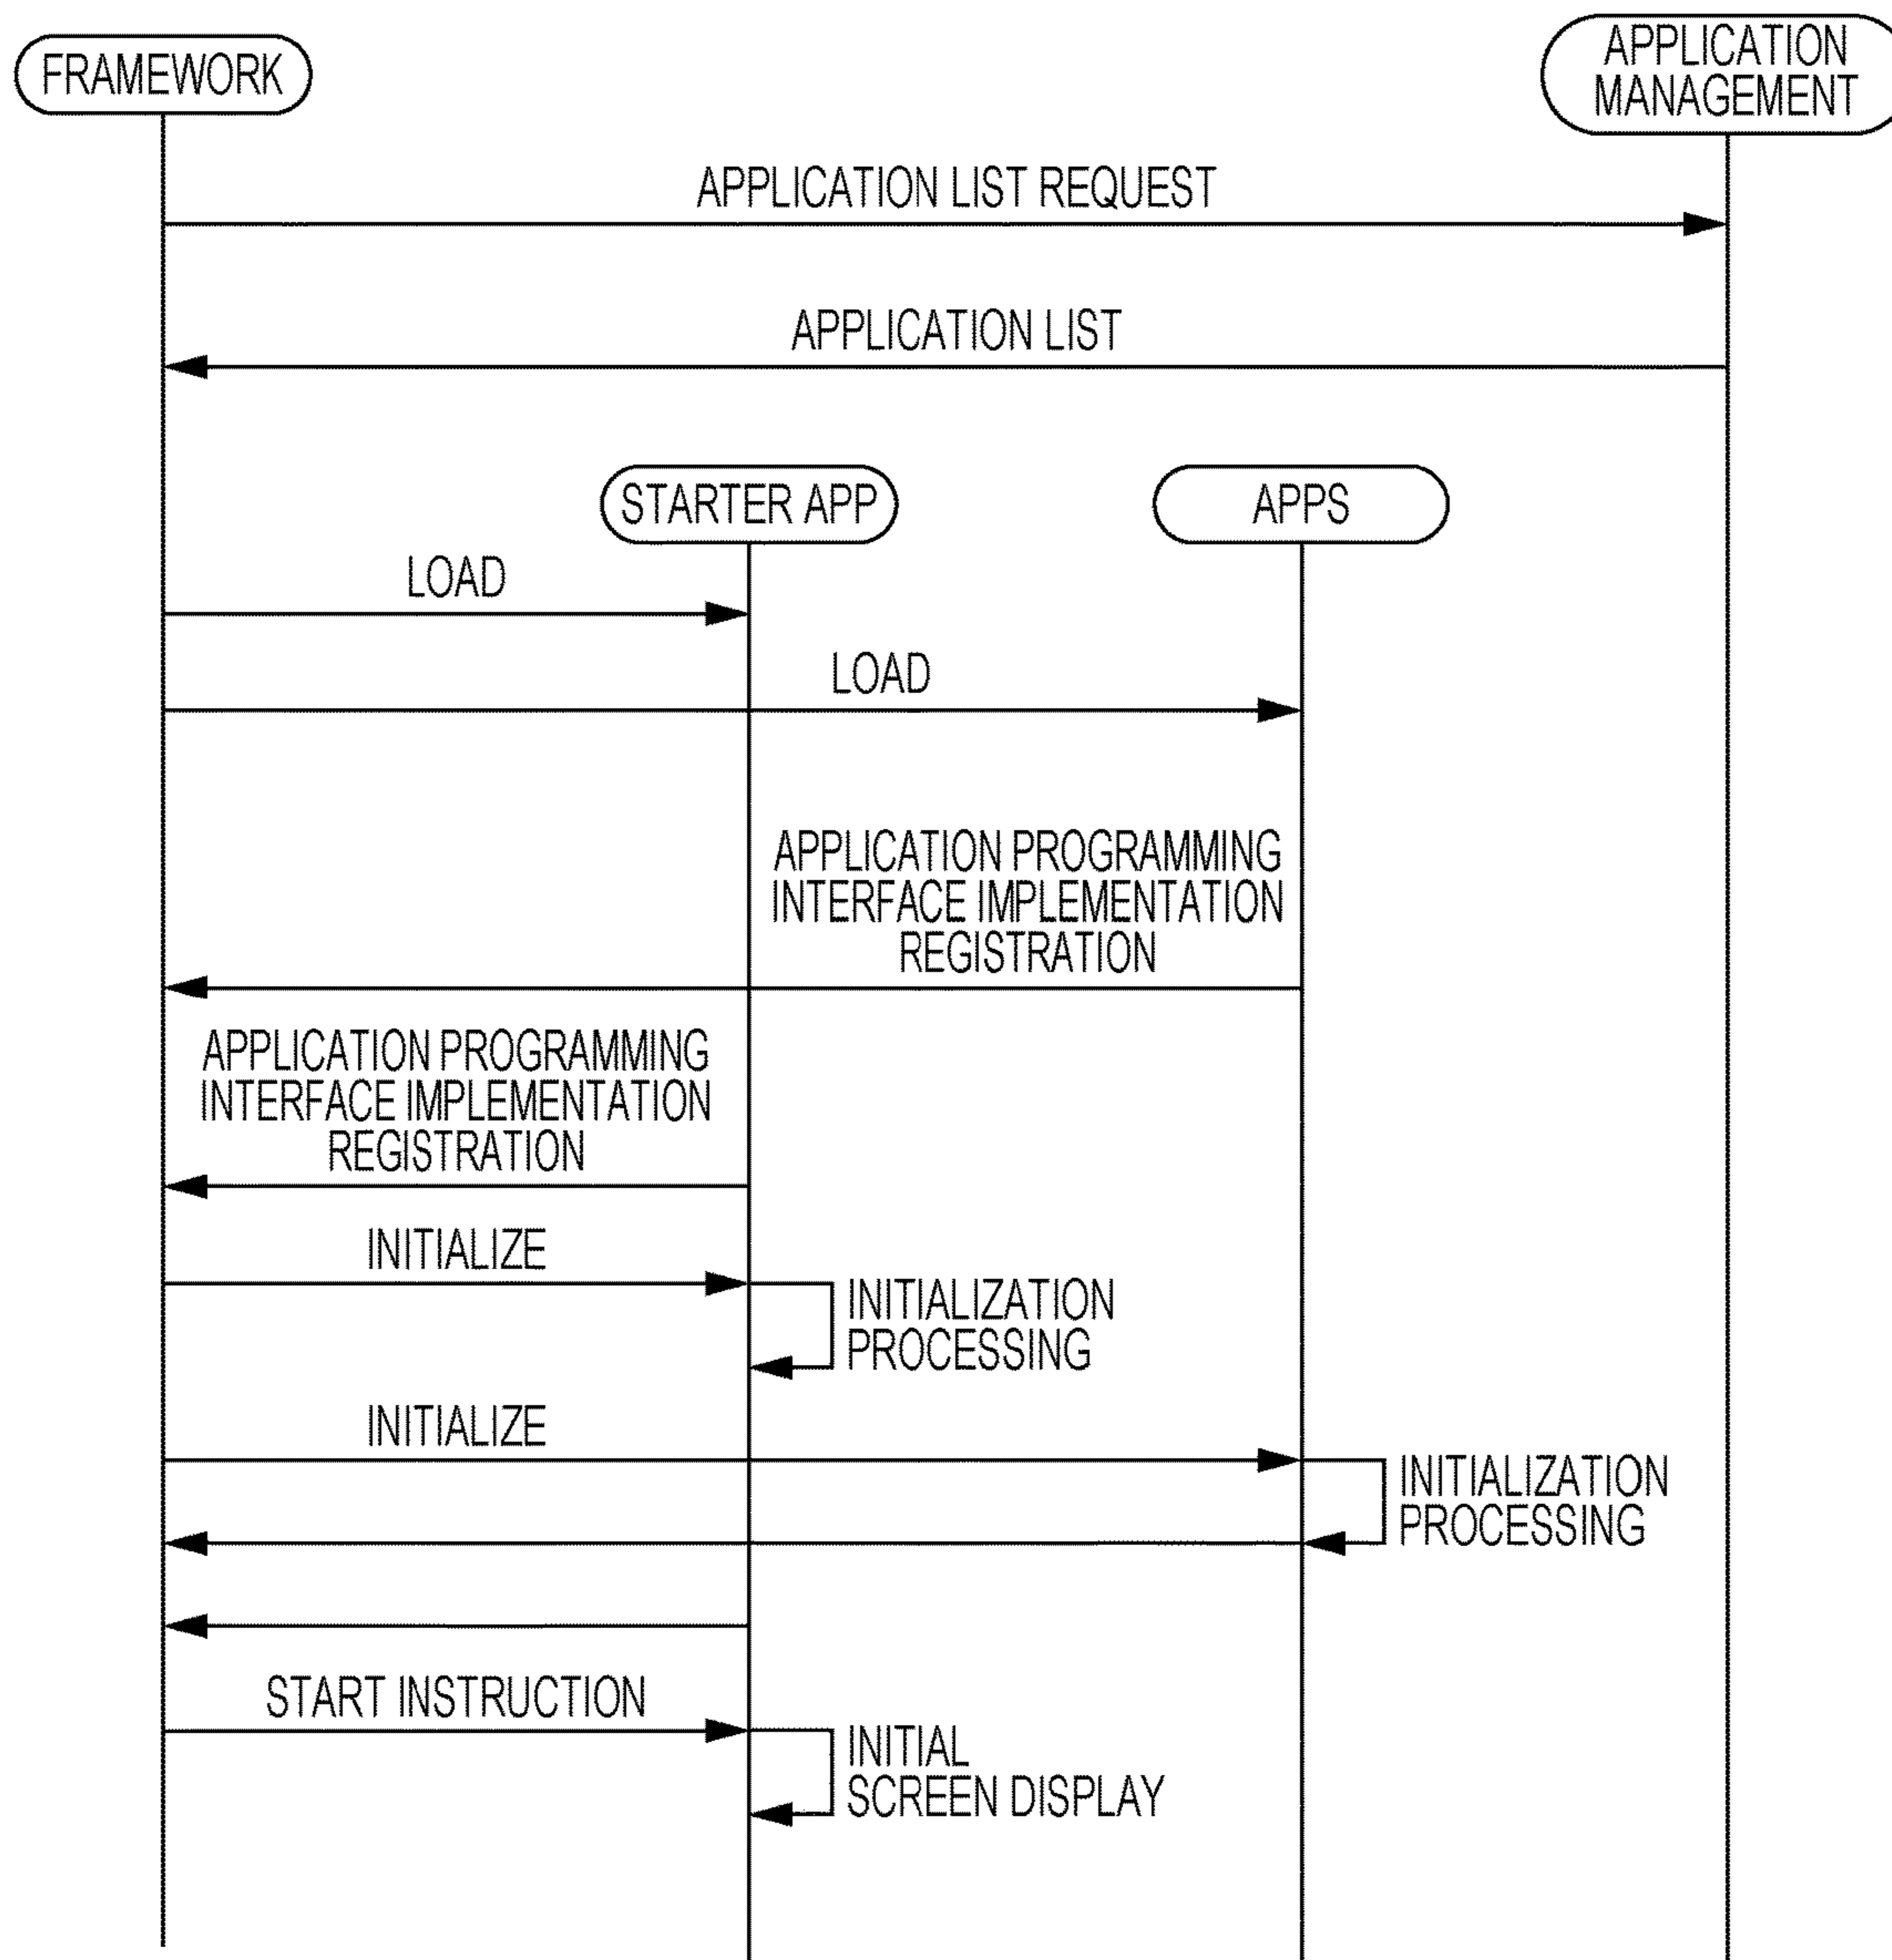 FRAMEWORK
APPLICATION
MANAGEMENT
APPLICATION LIST REQUEST
APPLICATION LIST
STARTER APP
APPS
LOAD
LOAD
APPLICATION PROGRAMMING
INTERFACE IMPLEMENTATION
REGISTRATION
APPLICATION PROGRAMMING
INTERFACE IMPLEMENTATION
REGISTRATION
INITIALIZE
INITIALIZATION
PROCESSING
INITIALIZE
INITIALIZATION
PROCESSING
START INSTRUCTION
INITIAL
SCREEN DISPLAY